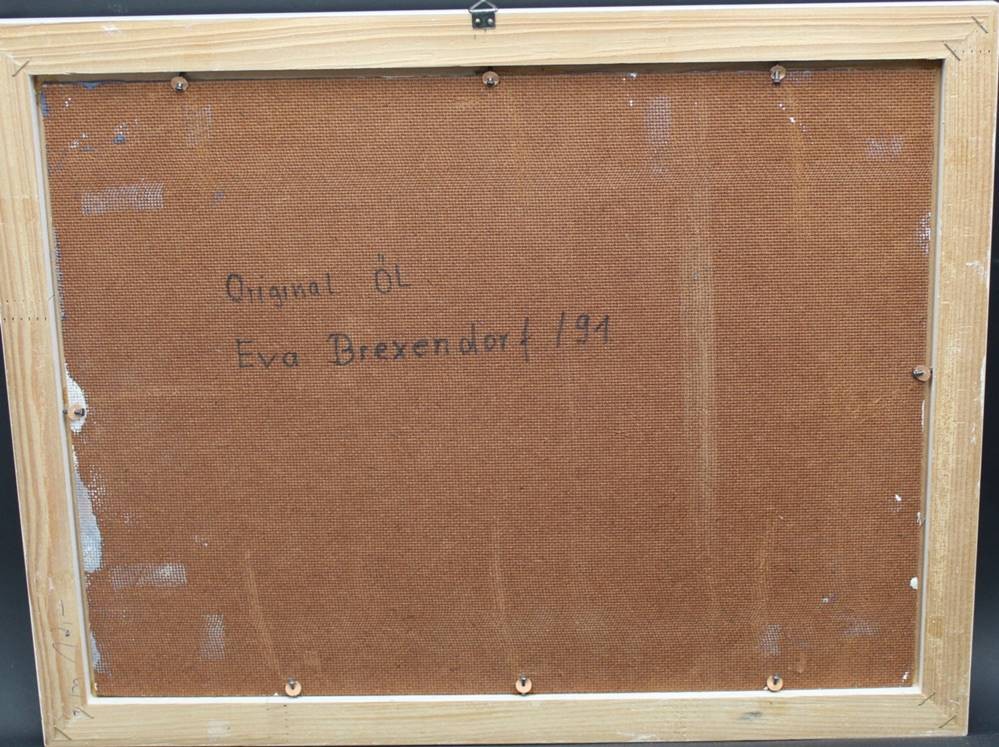 Original ÖL
Eva Brexendorf /91